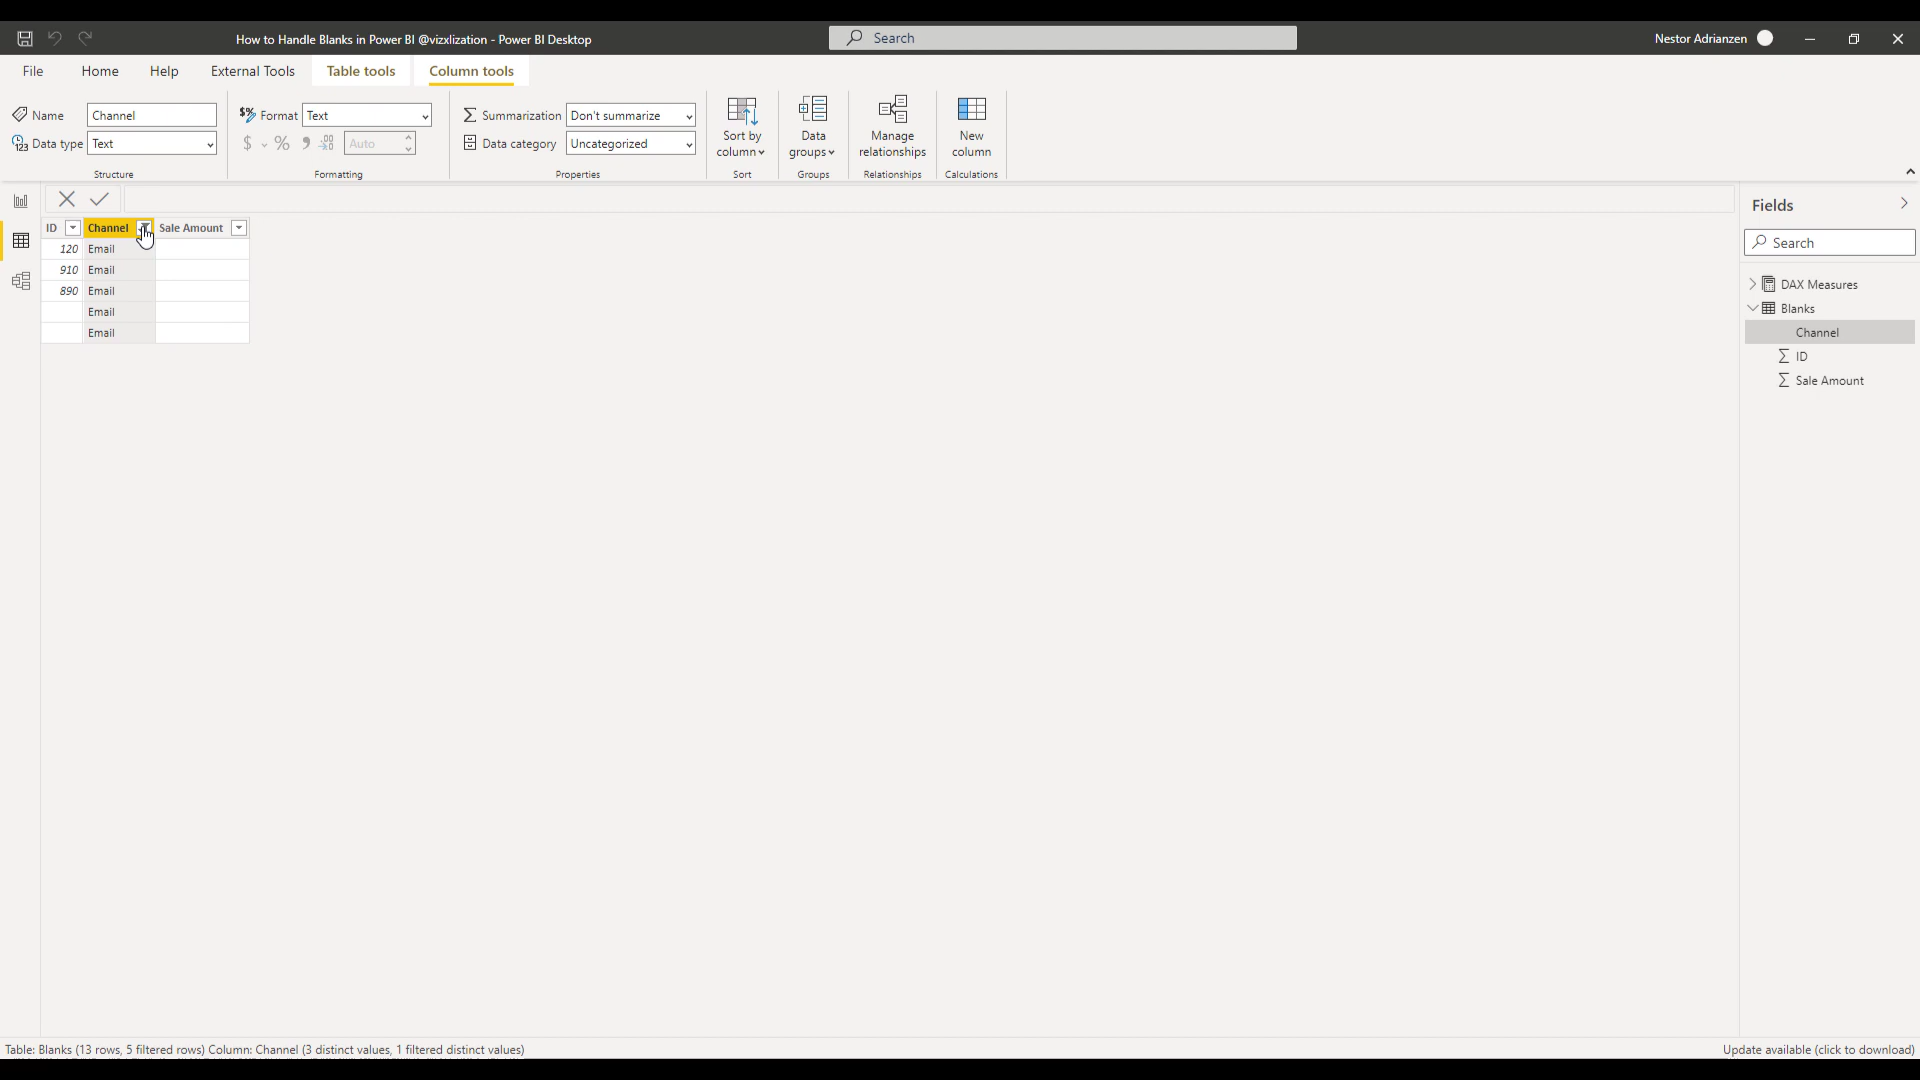 How to Handle Blanks in Power BI @vizxlization - Power BI Desktop
Search
Nestor Adrianzen
File Home Help External Tools Table tools Column tools
Name Channel
Data type Text
Structure
Format Text
$ % Auto
Formatting
Summarization Don't summarize
Data category Uncategorized
Properties
Sort by
column
Sort
Data
groups
Groups
Manage
relationships
Relationships
New
column
Calculations
ID Channel Sale Amount
120 Email
910 Email
890 Email
Email
Email
Fields
Search
DAX Measures
Blanks
Channel
ID
Sale Amount
Table: Blanks (13 rows, 5 filtered rows) Column: Channel (3 distinct values, 1 filtered distinct values)
Update available (click to download)